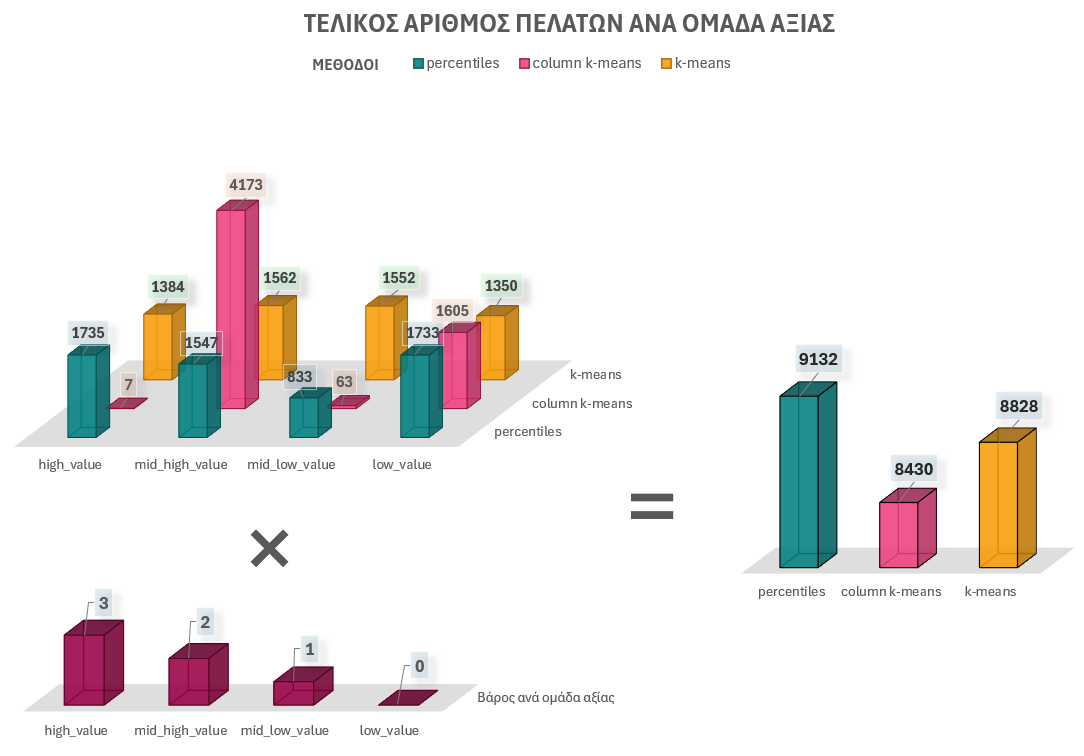 ΤΕΛΙΚΟΣ ΑΡΙΘΜΟΣ ΠΕΛΑΤΩΝ ΑΝΑ ΟΜΑΔΑ ΑΞΙΑΣ
ΜΕΘΟΔΟΙ percentiles column k-means k-means
4173
1384 1562 1552 1350
1735 1547 1733 1605
7 833 63
k-means
column k-means
percentiles
high_value mid_high_value mid_low_value low_value
×
3 2 1 0
Βάρος ανά ομάδα αξίας
high_value mid_high_value mid_low_value low_value
=
9132 8430 8828
percentiles column k-means k-means